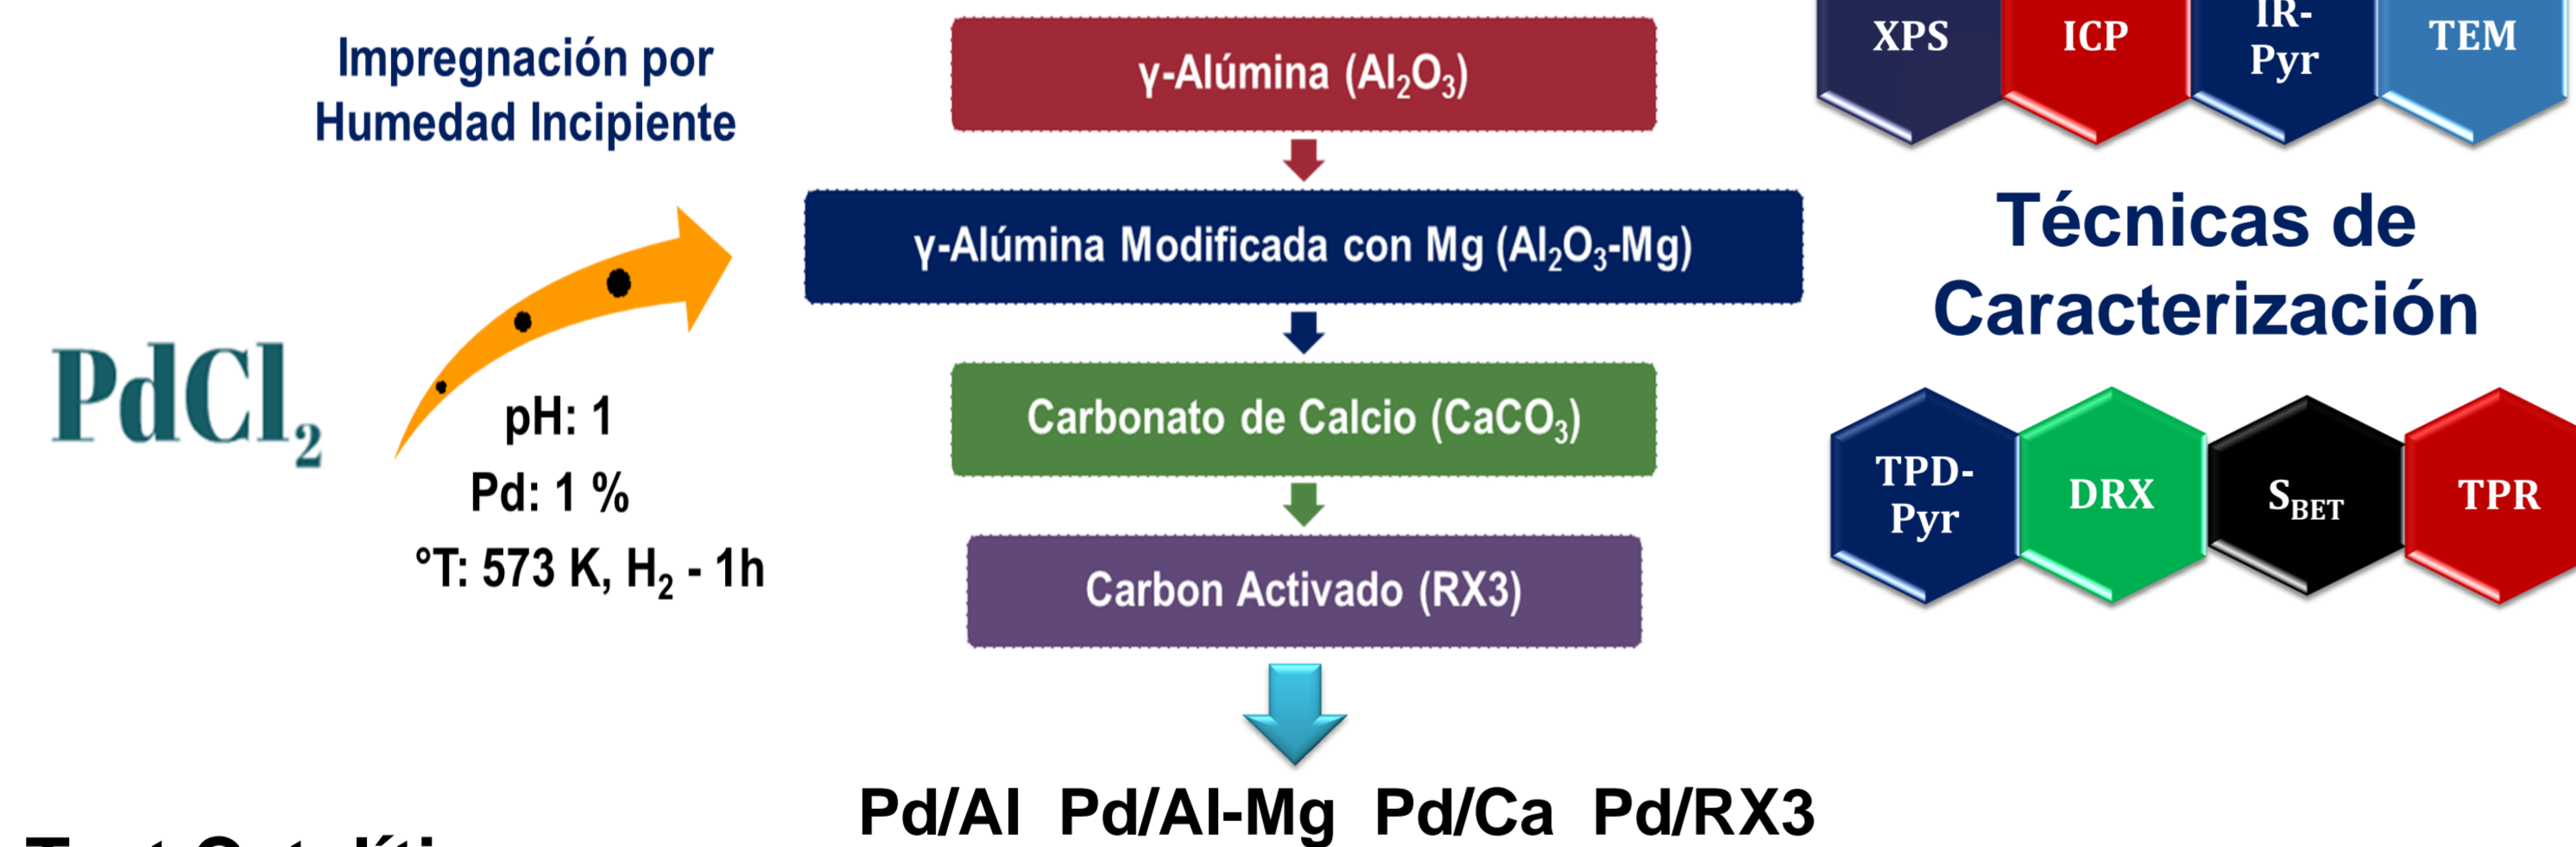 Impregnación por
Humedad Incipiente
PdCl₂
pH: 1
Pd: 1 %
°T: 573 K, H₂ - 1h
γ-Alúmina (Al₂O₃)
γ-Alúmina Modificada con Mg (Al₂O₃-Mg)
Carbonato de Calcio (CaCO₃)
Carbon Activado (RX3)
Pd/Al Pd/Al-Mg Pd/Ca Pd/RX3
XPS
ICP
IR-
Pyr
TEM
Técnicas de
Caracterización
TPD-
Pyr
DRX
S_BET
TPR